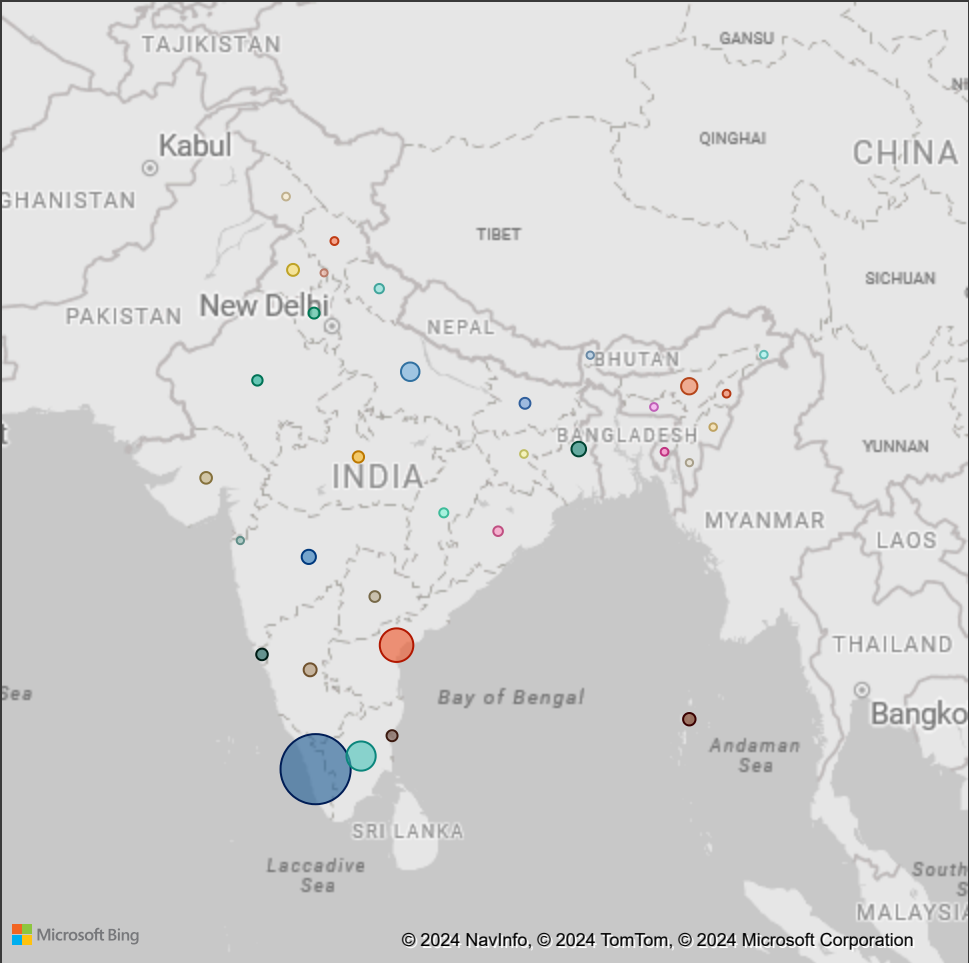 TAJIKISTAN
GANSU
Kabul
QINGHAI
CHINA
GHANISTAN
TIBET
SICHUAN
New Delhi
PAKISTAN
NEPAL
BHUTAN
BANGLADESH
YUNNAN
INDIA
MYANMAR
LAOS
THAILAND
Sea
Bay of Bengal
Bangko
Andaman
Sea
SRI LANKA
Laccadive
Sea
South
S
MALAYSIA
Microsoft Bing
© 2024 NavInfo, © 2024 TomTom, © 2024 Microsoft Corporation